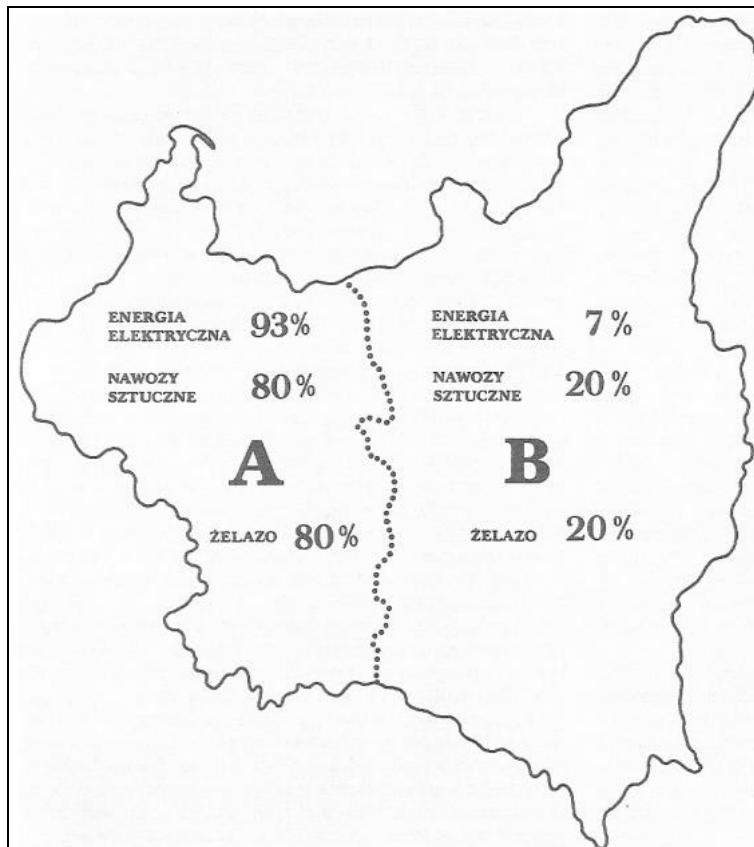 ENERGIA
ELEKTRYCZNA 93%
NAWOZY
SZTUCZNE 80%
A
ŻELAZO 80%
ENERGIA
ELEKTRYCZNA 7%
NAWOZY
SZTUCZNE 20%
B
ŻELAZO 20%